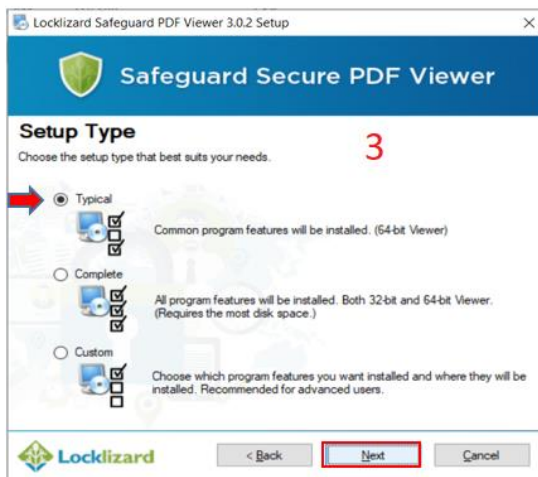 Locklizard Safeguard PDF Viewer 3.0.2 Setup
Safeguard Secure PDF Viewer
Setup Type
Choose the setup type that best suits your needs.
3
Typical
Common program features will be installed. (64-bit Viewer)
Complete
All program features will be installed. Both 32-bit and 64-bit Viewer.
(Requires the most disk space.)
Custom
Choose which program features you want installed and where they will be
installed. Recommended for advanced users.
Locklizard
< Back
Next
Cancel